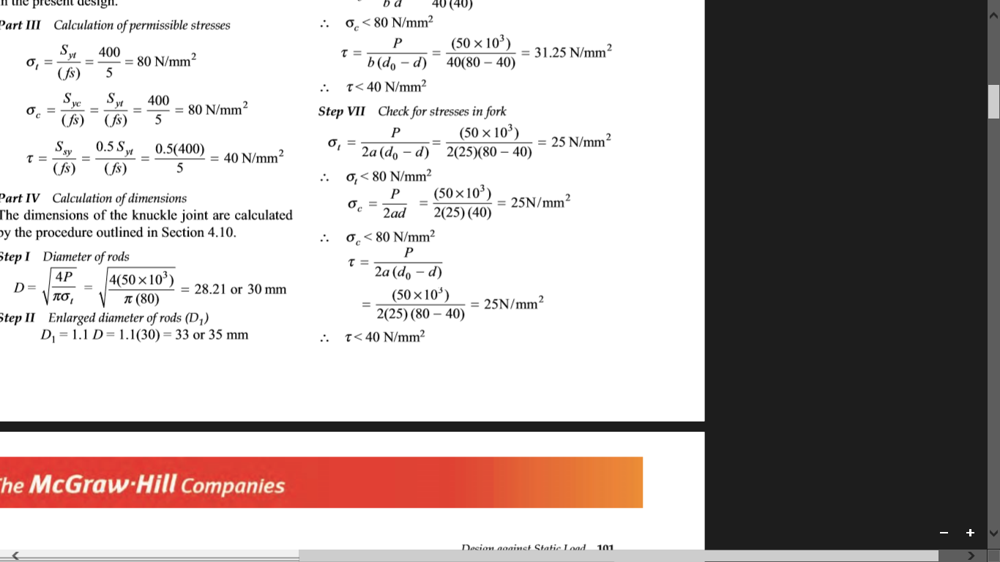 the present design.
Part III Calculation of permissible stresses
σt = Syt/(fs) = 400/5 = 80 N/mm²
σc = Syc/(fs) = Syt/(fs) = 400/5 = 80 N/mm²
τ = Ssy/(fs) = 0.5 Syt/(fs) = 0.5(400)/5 = 40 N/mm²
Part IV Calculation of dimensions
The dimensions of the knuckle joint are calculated
by the procedure outlined in Section 4.10.
Step I Diameter of rods
D = √(4P/πσt) = √(4(50 × 10³)/π (80)) = 28.21 or 30 mm
Step II Enlarged diameter of rods (D₁)
D₁ = 1.1 D = 1.1(30) = 33 or 35 mm
b d 40 (40)
∴ σc < 80 N/mm²
τ = P/b (d₀ – d) = (50 × 10³)/40(80 – 40) = 31.25 N/mm²
∴ τ < 40 N/mm²
Step VII Check for stresses in fork
σt = P/2a (d₀ – d) = (50 × 10³)/2(25)(80 – 40) = 25 N/mm²
∴ σt < 80 N/mm²
σc = P/2ad = (50×10³)/2(25) (40) = 25N/mm²
∴ σc < 80 N/mm²
τ = P/2a (d₀ – d)
= (50×10³)/2(25) (80 – 40) = 25N/mm²
∴ τ < 40 N/mm²
The McGraw·Hill Companies
Design against Static Load 101